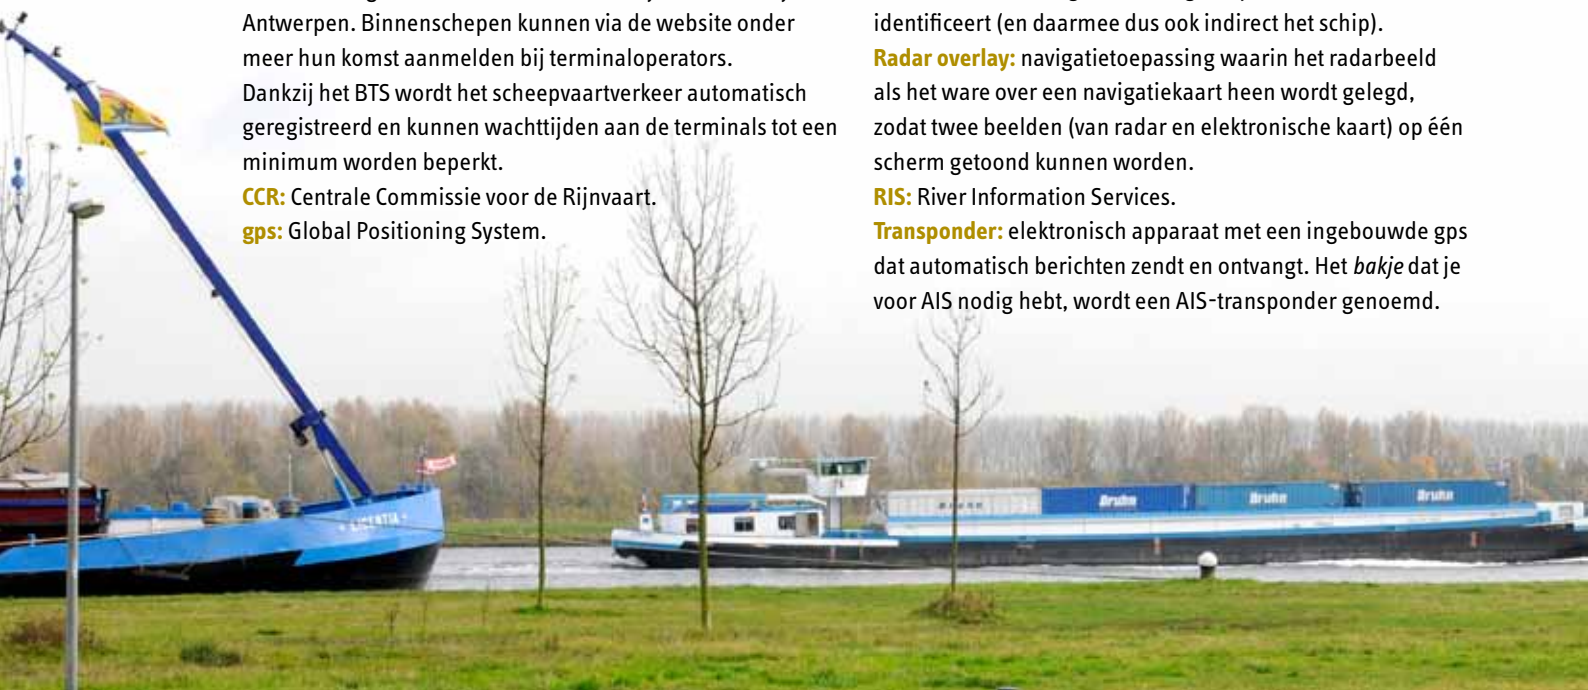 Antwerpen. Binnenschepen kunnen via de website onder
meer hun komst aanmelden bij terminaloperators.
Dankzij het BTS wordt het scheepvaartverkeer automatisch
geregistreerd en kunnen wachttijden aan de terminals tot een
minimum worden beperkt.
CCR: Centrale Commissie voor de Rijnvaart.
gps: Global Positioning System.
identificeert (en daarmee dus ook indirect het schip).
Radar overlay: navigatietoepassing waarin het radarbeeld
als het ware over een navigatiekaart heen wordt gelegd,
zodat twee beelden (van radar en elektronische kaart) op één
scherm getoond kunnen worden.
RIS: River Information Services.
Transponder: elektronisch apparaat met een ingebouwde gps
dat automatisch berichten zendt en ontvangt. Het bakje dat je
voor AIS nodig hebt, wordt een AIS-transponder genoemd.
LICENTIA
Bruhn
Bruhn
Bruhn